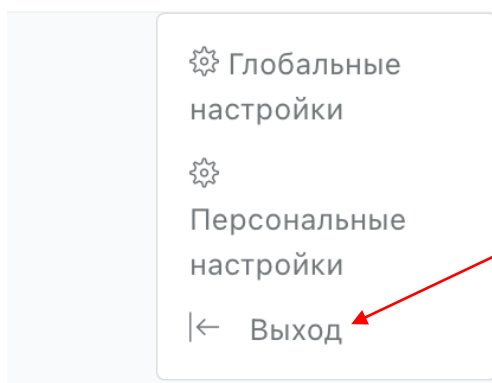 Глобальные
настройки
Персональные
настройки
Выход